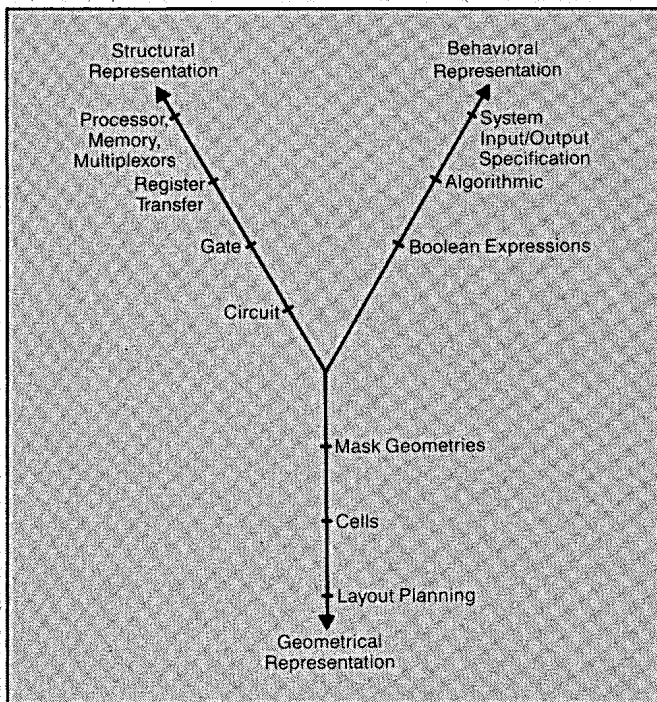 Structural
Representation
Behavioral
Representation
Processor,
Memory,
Multiplexors
System
Input/Output
Specification
Register
Transfer
Algorithmic
Gate
Boolean Expressions
Circuit
Mask Geometries
Cells
Layout Planning
Geometrical
Representation